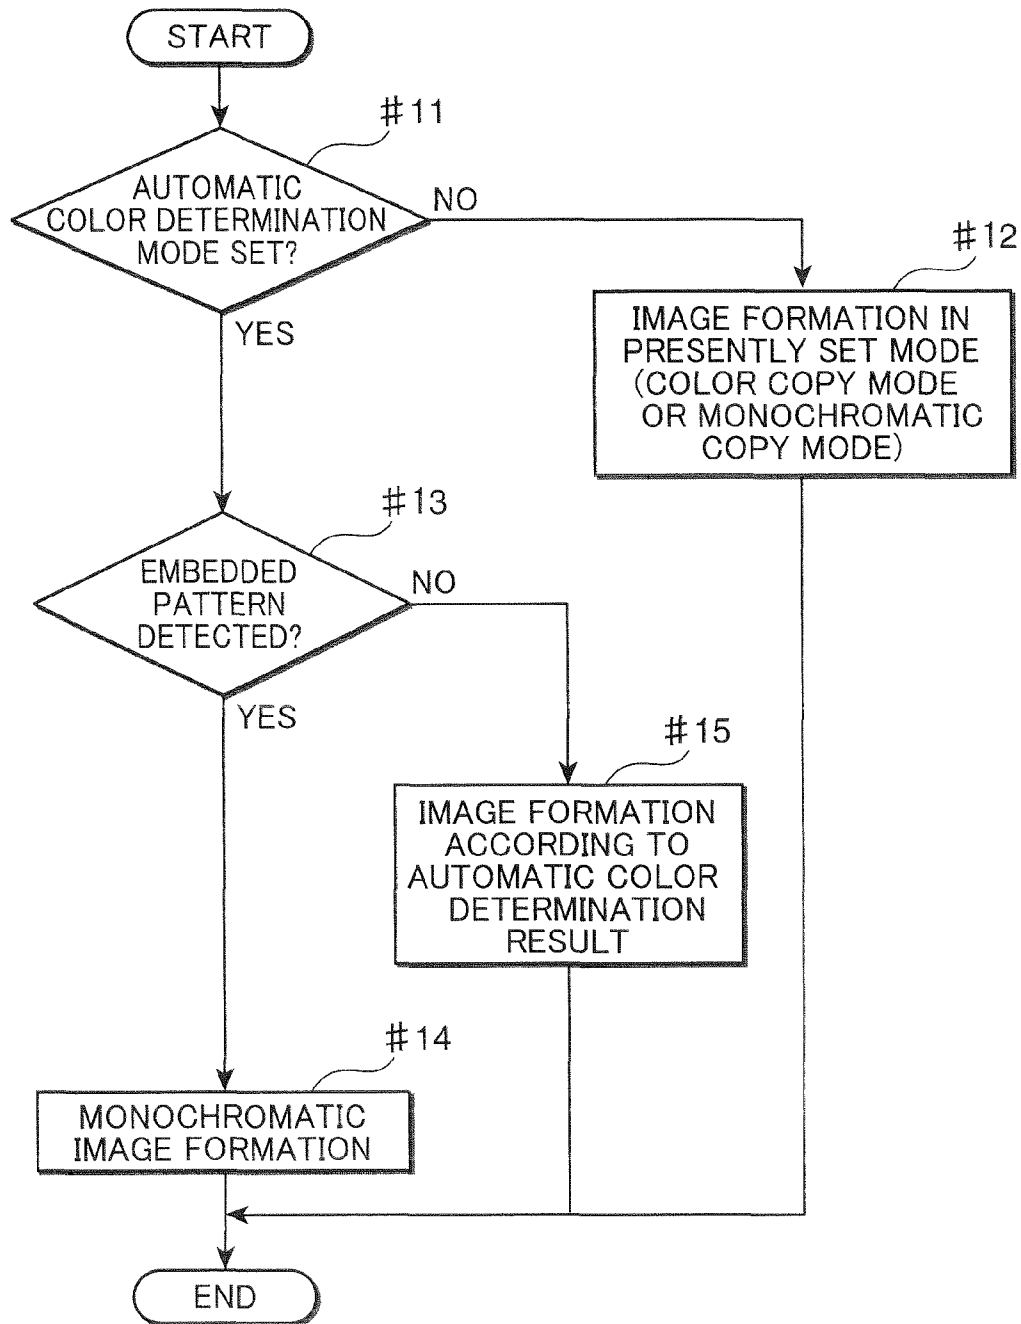 START
#11
AUTOMATIC
COLOR DETERMINATION
MODE SET?
NO
YES
#12
IMAGE FORMATION IN
PRESENTLY SET MODE
(COLOR COPY MODE
OR MONOCHROMATIC
COPY MODE)
#13
EMBEDDED
PATTERN
DETECTED?
NO
YES
#15
IMAGE FORMATION
ACCORDING TO
AUTOMATIC COLOR
DETERMINATION
RESULT
#14
MONOCHROMATIC
IMAGE FORMATION
END